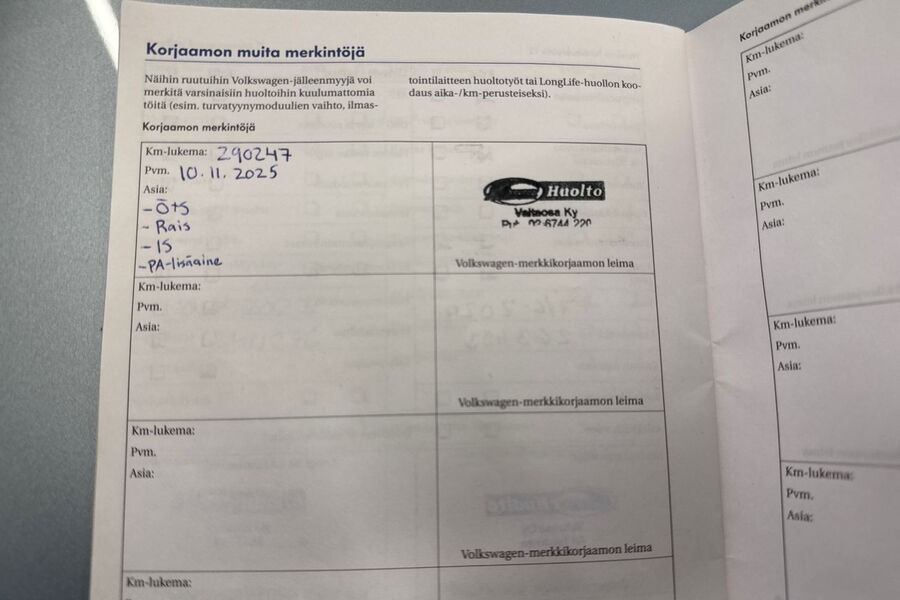 Korjaamon muita merkintöjä
Näihin ruutuihin Volkswagen-jälleenmyyjä voi
merkitä varsinaisiin huoltoihin kuulumattomia
töitä (esim. turvatyynymoduulien vaihto, ilmas-
tointilaitteen huoltotyöt tai LongLife-huollon koo-
daus aika-/km-perusteiseksi).
Korjaamon merkintöjä
Km-lukema: 290247
Pvm. 10.11.2025
Asia:
- ÖtS
- Rais
- IS
- PA-lisäaine
Huolto
Valtaosa Ky
Volkswagen-merkkikorjaamon leima
Km-lukema:
Pvm.
Asia:
Volkswagen-merkkikorjaamon leima
Km-lukema:
Pvm.
Asia:
Volkswagen-merkkikorjaamon leima
Km-lukema:
Korjaamon
Km-lukema:
Pvm.
Asia:
Km-lukema:
Pvm.
Asia:
Km-lukema:
Pvm.
Asia:
Km-lukema:
Pvm.
Asia: